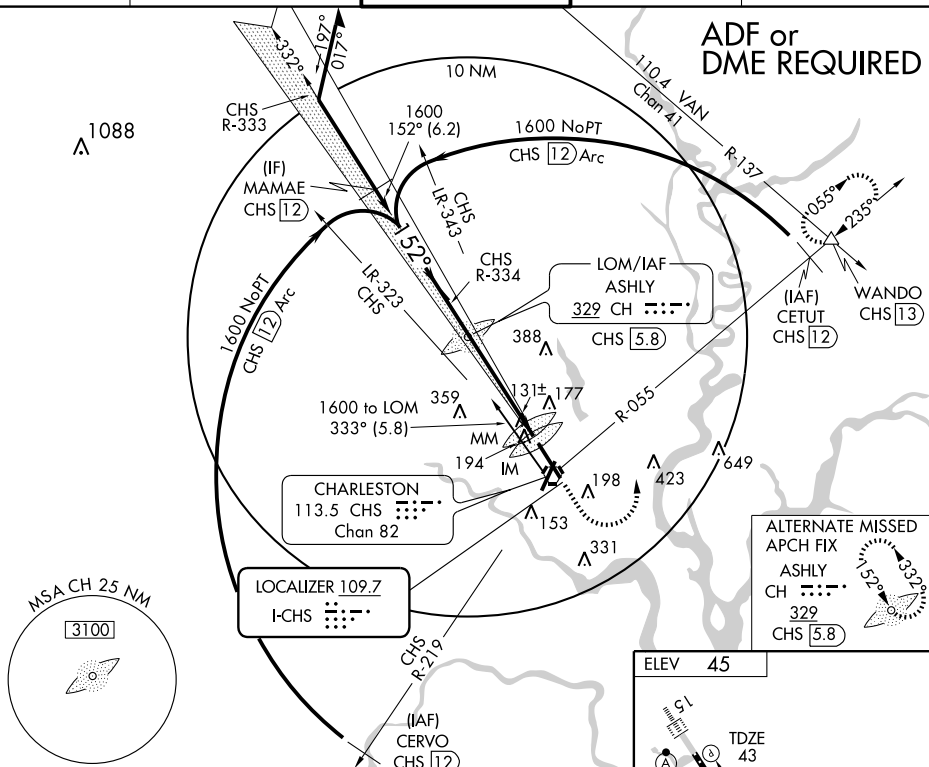 ADF or
DME REQUIRED
197°
017°
332°
10 NM
110.4 VAN
Chan 41
R-137
CHS
R-333
1088
1600
152° (6.2)
1600 NoPT
CHS 12 Arc
(IF)
MAMAE
CHS 12
LR-343
CHS
055°
235°
152°
CHS
R-334
LR-323
CHS
LOM/IAF
ASHLY
329 CH
CHS 5.8
(IAF)
CETUT
CHS 12
WANDO
CHS 13
1600 NoPT
CHS 12 Arc
388
R-055
131±
177
359
1600 to LOM
333° (5.8)
MM
194
IM
649
423
198
CHARLESTON
113.5 CHS
Chan 82
153
331
ALTERNATE MISSED
APCH FIX
ASHLY
CH
329
CHS 5.8
152°
332°
LOCALIZER 109.7
I-CHS
MSA CH 25 NM
3100
CHS
R-219
ELEV 45
15
TDZE
43
A
(IAF)
CERVO
CHS 12